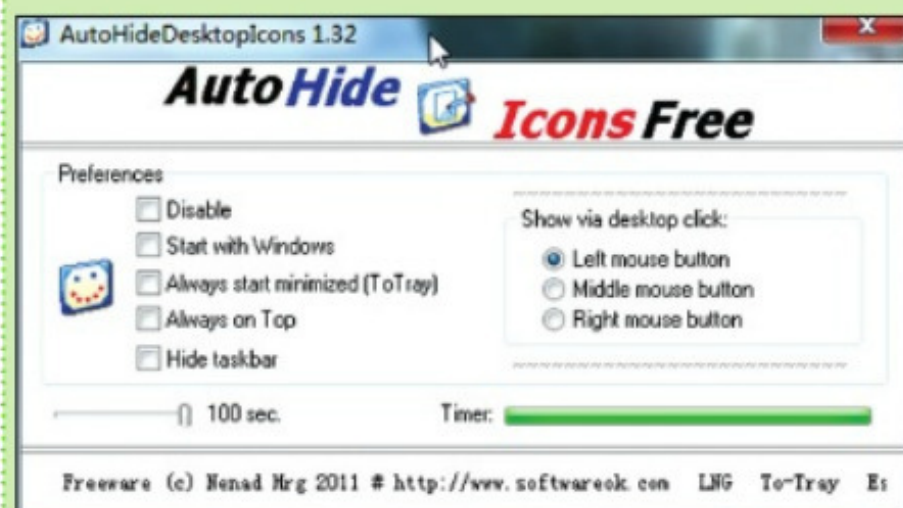 AutoHideDesktopIcons 1.32
AutoHide
Icons Free
Preferences
Disable
Start with Windows
Always start minimized (ToTray)
Always on Top
Hide taskbar
Show via desktop click:
Left mouse button
Middle mouse button
Right mouse button
100 sec.
Timer:
Freeware (c) Nenad Hrg 2011 # http://www.softwareok.com LNG To-Tray Es